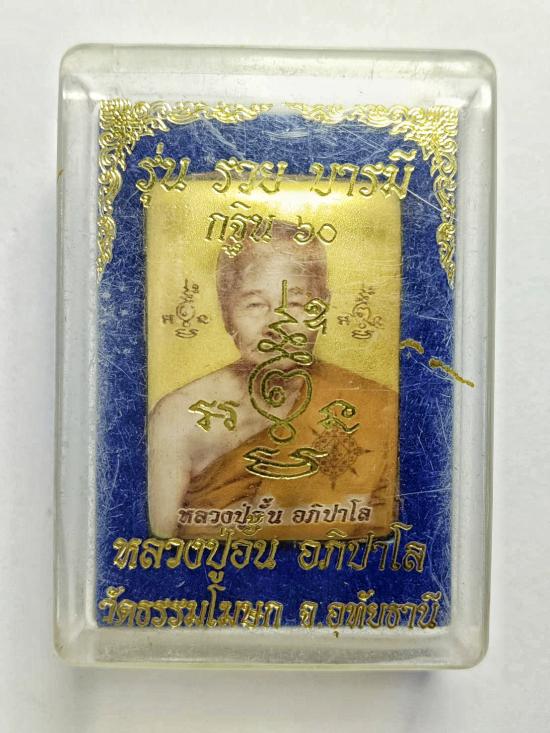 รุ่น รวย บารมี
กฐิน ๖๐
หลวงปู่อั๋น อภิปาโล
หลวงปู่อั๋น อภิปาโล
วัดธรรมโฆษก จ.อุทัยธานี